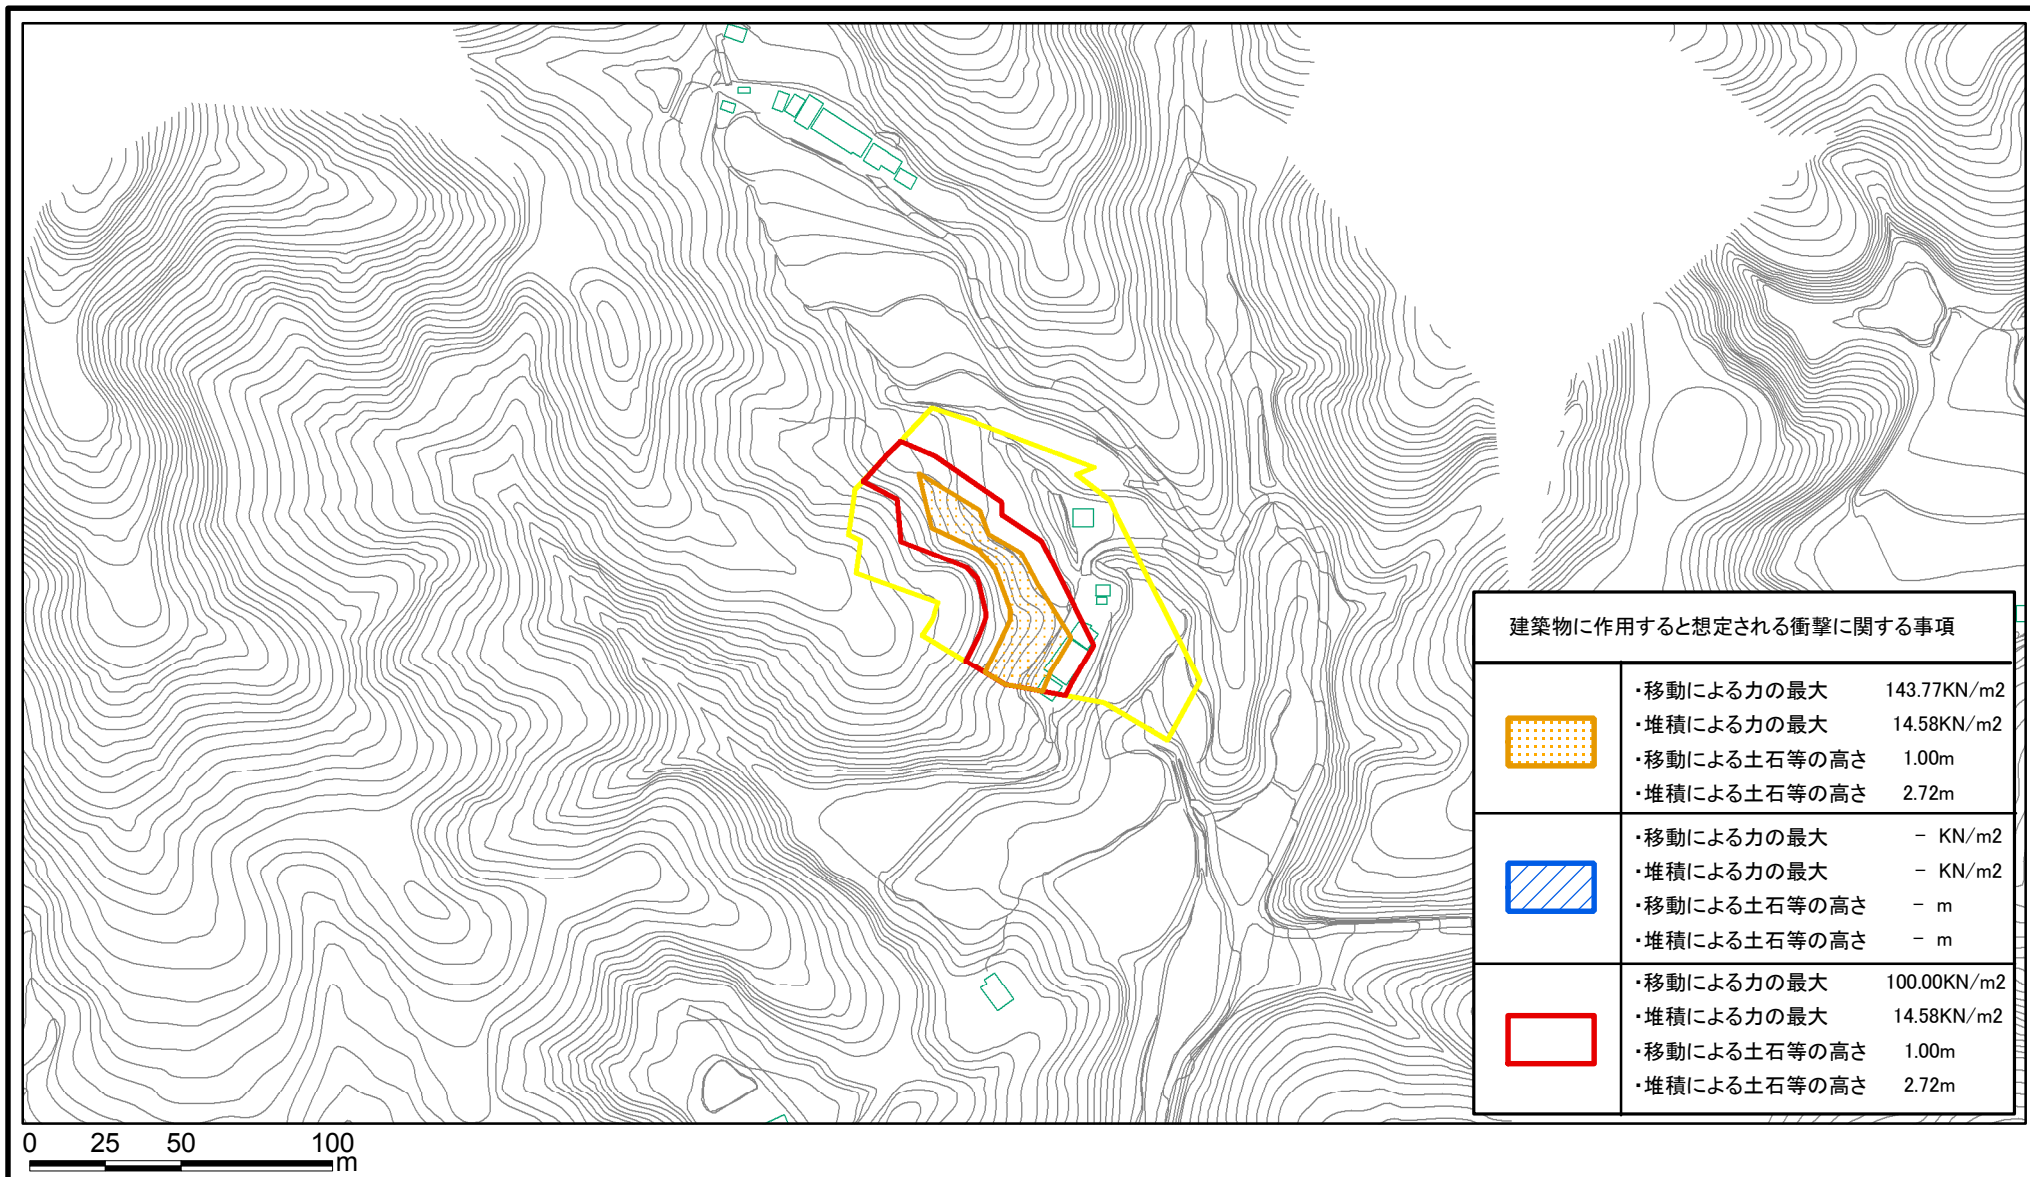 建築物に作用すると想定される衝撃に関する事項
・移動による力の最大 143.77KN/m2
・堆積による力の最大 14.58KN/m2
・移動による土石等の高さ 1.00m
・堆積による土石等の高さ 2.72m
・移動による力の最大 - KN/m2
・堆積による力の最大 - KN/m2
・移動による土石等の高さ - m
・堆積による土石等の高さ - m
・移動による力の最大 100.00KN/m2
・堆積による力の最大 14.58KN/m2
・移動による土石等の高さ 1.00m
・堆積による土石等の高さ 2.72m
0 25 50 100
m